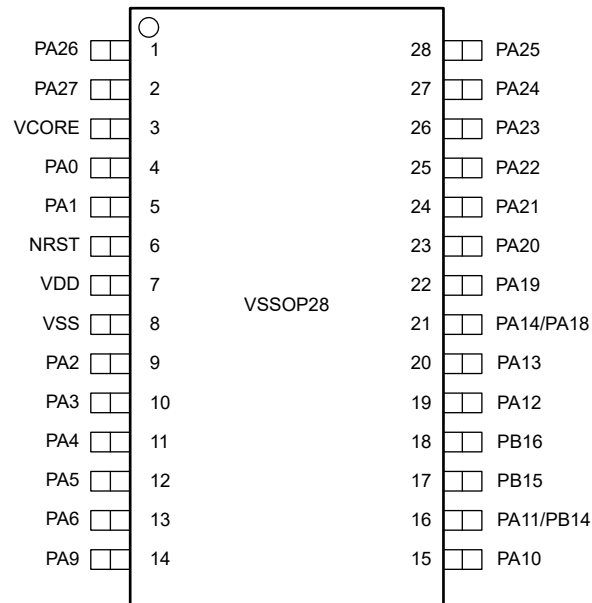 PA26 1 28 PA25
PA27 2 27 PA24
VCORE 3 26 PA23
PA0 4 25 PA22
PA1 5 24 PA21
NRST 6 23 PA20
VDD 7 22 PA19
VSSOP28
VSS 8 21 PA14/PA18
PA2 9 20 PA13
PA3 10 19 PA12
PA4 11 18 PB16
PA5 12 17 PB15
PA6 13 16 PA11/PB14
PA9 14 15 PA10